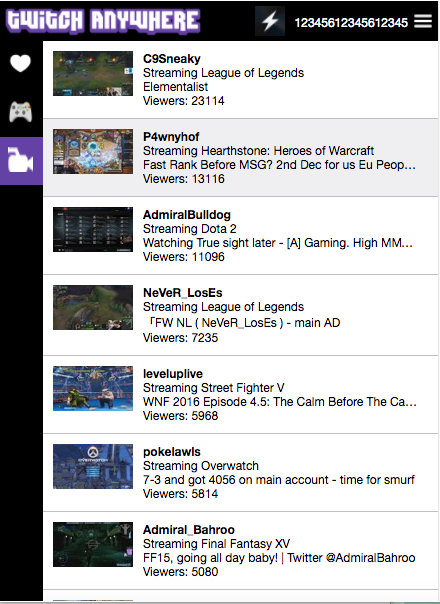 TWITCH ANYWHERE
12345612345612345
C9Sneaky
Streaming League of Legends
Elementalist
Viewers: 23114
P4wnyhof
Streaming Hearthstone: Heroes of Warcraft
Fast Rank Before MSG? 2nd Dec for us Eu Peop…
Viewers: 13116
AdmiralBulldog
Streaming Dota 2
Watching True sight later - [A] Gaming. High MM…
Viewers: 11096
NeVeR_LosEs
Streaming League of Legends
「FW NL ( NeVeR_LosEs ) - main AD
Viewers: 7235
leveluplive
Streaming Street Fighter V
WNF 2016 Episode 4.5: The Calm Before The Ca…
Viewers: 5968
OVERWATCH
pokelawls
Streaming Overwatch
7-3 and got 4056 on main account - time for smurf
Viewers: 5814
Admiral_Bahroo
Streaming Final Fantasy XV
FF15, going all day baby! | Twitter @AdmiralBahroo
Viewers: 5080